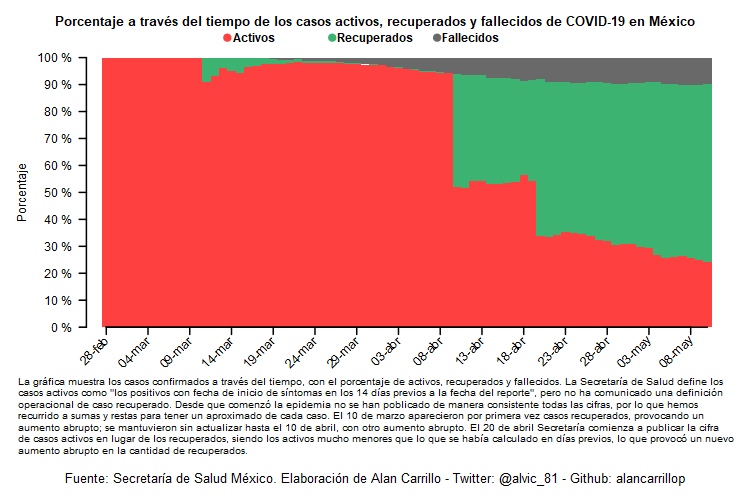 Porcentaje a través del tiempo de los casos activos, recuperados y fallecidos de COVID-19 en México
Activos Recuperados Fallecidos
100 %
90 %
80 %
70 %
60 %
50 %
40 %
30 %
20 %
10 %
0 %
Porcentaje
28-feb 04-mar 09-mar 14-mar 19-mar 24-mar 29-mar 03-abr 08-abr 13-abr 18-abr 23-abr 28-abr 03-may 08-may
La gráfica muestra los casos confirmados a través del tiempo, con el porcentaje de activos, recuperados y fallecidos. La Secretaría de Salud define los
casos activos como "los positivos con fecha de inicio de síntomas en los 14 días previos a la fecha del reporte", pero no ha comunicado una definición
operacional de caso recuperado. Desde que comenzó la epidemia no se han poblicado de manera consistente todas las cifras, por lo que hemos
recurrido a sumas y restas para tener un aproximado de cada caso. El 10 de marzo aparecieron por primera vez casos recuperados, provocando un
aumento abrupto; se mantuvieron sin actualizar hasta el 10 de abril, con otro aumento abrupto. El 20 de abril Secretaría comienza a publicar la cifra
de casos activos en lugar de los recuperados, siendo los activos mucho menores que lo que se había calculado en días previos, lo que provocó un nuevo
aumento abrupto en la cantidad de recuperados.
Fuente: Secretaría de Salud México. Elaboración de Alan Carrillo - Twitter: @alvic_81 - Github: alancarrillop